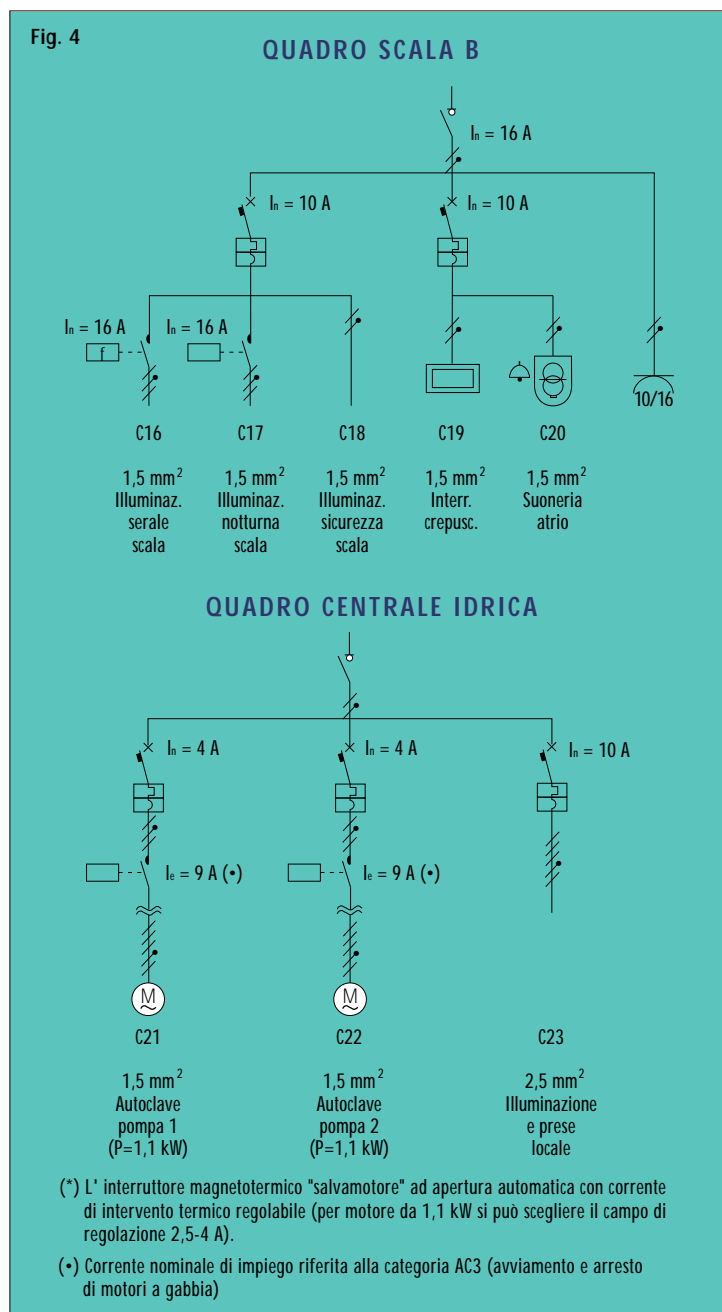 Fig. 4
QUADRO SCALA B
Iₙ = 16 A
Iₙ = 10 A
Iₙ = 10 A
Iₙ = 16 A
Iₙ = 16 A
f
10/16
C16
C17
C18
C19
C20
1,5 mm²
1,5 mm²
1,5 mm²
1,5 mm²
1,5 mm²
Illuminaz.
Illuminaz.
Illuminaz.
Interr.
Suoneria
serale
notturna
sicurezza
crepusc.
atrio
scala
scala
scala
QUADRO CENTRALE IDRICA
Iₙ = 4 A
Iₙ = 4 A
Iₙ = 10 A
Iₑ = 9 A (•)
Iₑ = 9 A (•)
M
M
C21
C22
C23
1,5 mm²
1,5 mm²
2,5 mm²
Autoclave
Autoclave
Illuminazione
pompa 1
pompa 2
e prese
(P=1,1 kW)
(P=1,1 kW)
locale
(*) L' interruttore magnetotermico "salvamotore" ad apertura automatica con corrente
di intervento termico regolabile (per motore da 1,1 kW si può scegliere il campo di
regolazione 2,5-4 A).
(•) Corrente nominale di impiego riferita alla categoria AC3 (avviamento e arresto
di motori a gabbia)